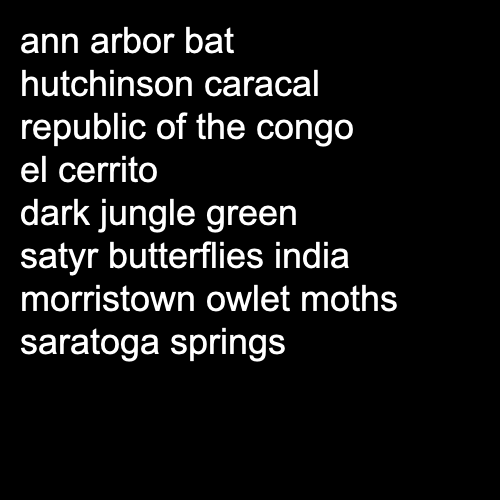 ann arbor bat
hutchinson caracal
republic of the congo
el cerrito
dark jungle green
satyr butterflies india
morristown owlet moths
saratoga springs